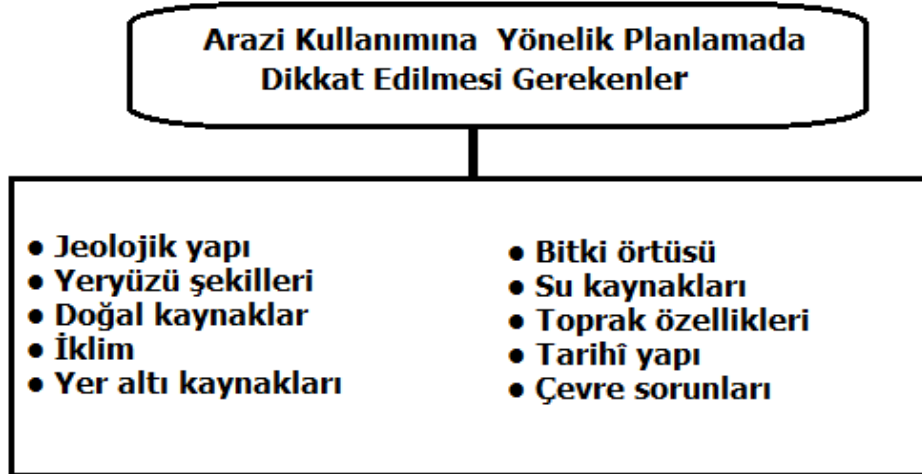 Arazi Kullanımına Yönelik Planlamada
Dikkat Edilmesi Gerekenler
● Jeolojik yapı
● Yeryüzü şekilleri
● Doğal kaynaklar
● İklim
● Yer altı kaynakları
● Bitki örtüsü
● Su kaynakları
● Toprak özellikleri
● Tarihî yapı
● Çevre sorunları